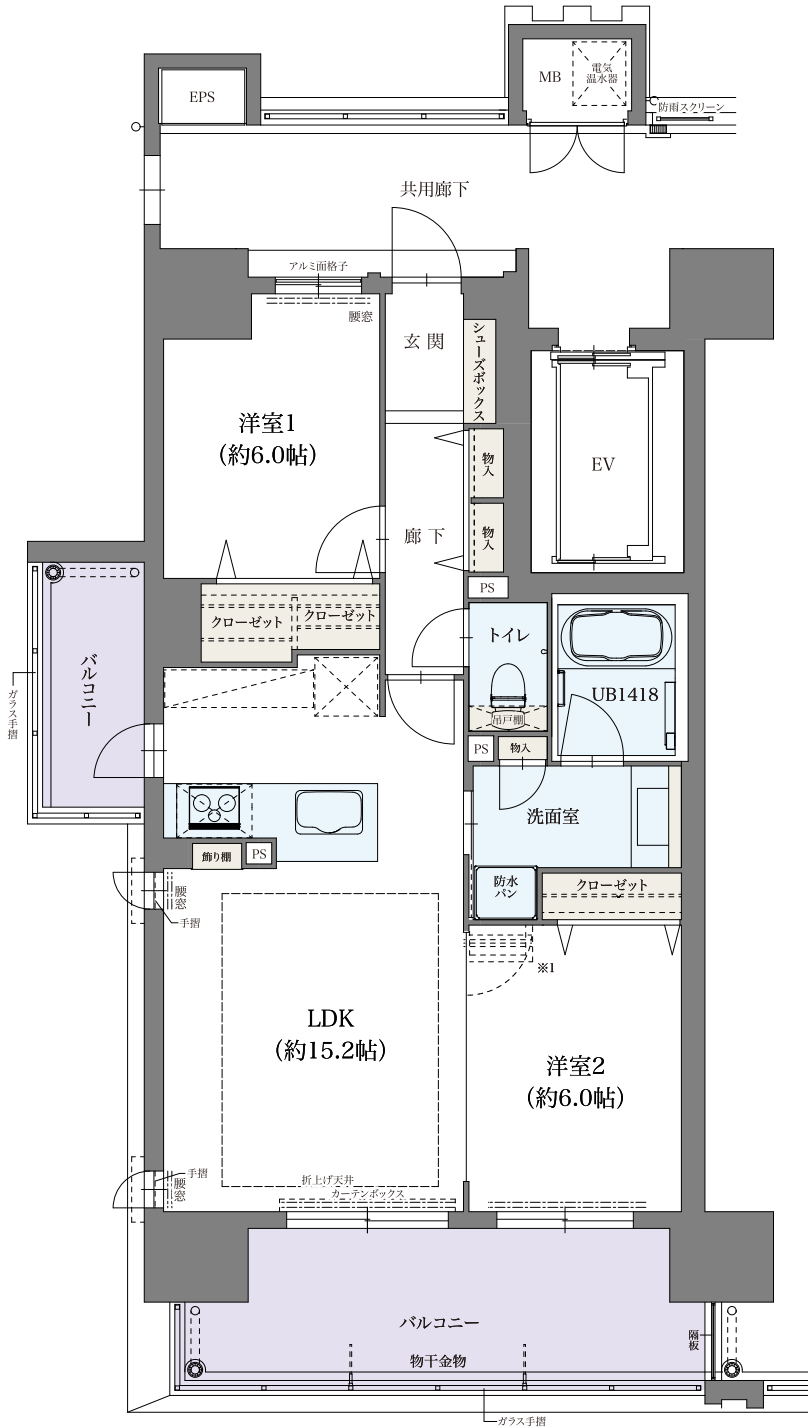 EPS
MB
電気
温水器
防雨スクリーン
共用廊下
アルミ面格子
腰窓
玄関
シューズボックス
洋室1
(約6.0帖)
物入
EV
廊下
物入
PS
クローゼット
クローゼット
トイレ
バルコニー
ガラス手摺
UB1418
吊戸棚
PS
物入
洗面室
飾り棚
PS
防水
パン
クローゼット
腰窓
手摺
※1
LDK
(約15.2帖)
洋室2
(約6.0帖)
手摺
腰窓
折上げ天井
カーテンボックス
バルコニー
隔板
物干金物
ガラス手摺